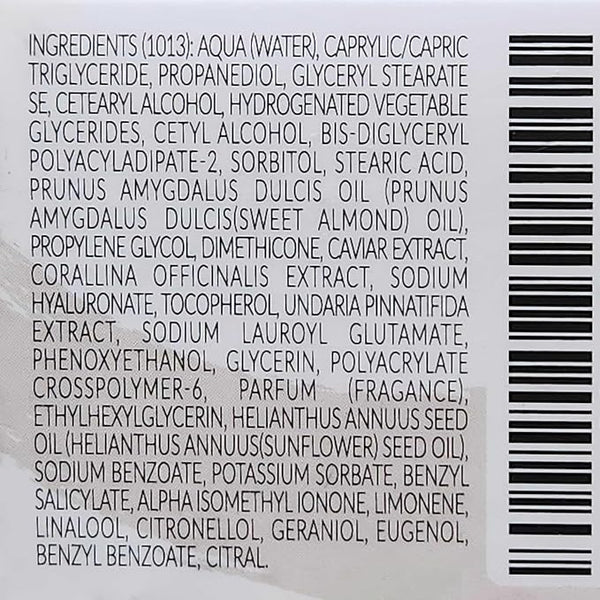 INGREDIENTS (1013): AQUA (WATER), CAPRYLIC/CAPRIC
TRIGLYCERIDE, PROPANEDIOL, GLYCERYL STEARATE
SE, CETEARYL ALCOHOL, HYDROGENATED VEGETABLE
GLYCERIDES, CETYL ALCOHOL, BIS-DIGLYCERYL
POLYACYLADIPATE-2, SORBITOL, STEARIC ACID,
PRUNUS AMYGDALUS DULCIS OIL (PRUNUS
AMYGDALUS DULCIS(SWEET ALMOND) OIL),
PROPYLENE GLYCOL, DIMETHICONE, CAVIAR EXTRACT,
CORALLINA OFFICINALIS EXTRACT, SODIUM
HYALURONATE, TOCOPHEROL, UNDARIA PINNATIFIDA
EXTRACT, SODIUM LAUROYL GLUTAMATE,
PHENOXYETHANOL, GLYCERIN, POLYACRYLATE
CROSSPOLYMER-6, PARFUM (FRAGANCE),
ETHYLHEXYLGLYCERIN, HELIANTHUS ANNUUS SEED
OIL (HELIANTHUS ANNUUS(SUNFLOWER) SEED OIL),
SODIUM BENZOATE, POTASSIUM SORBATE, BENZYL
SALICYLATE, ALPHA ISOMETHYL IONONE, LIMONENE,
LINALOOL, CITRONELLOL, GERANIOL, EUGENOL,
BENZYL BENZOATE, CITRAL.